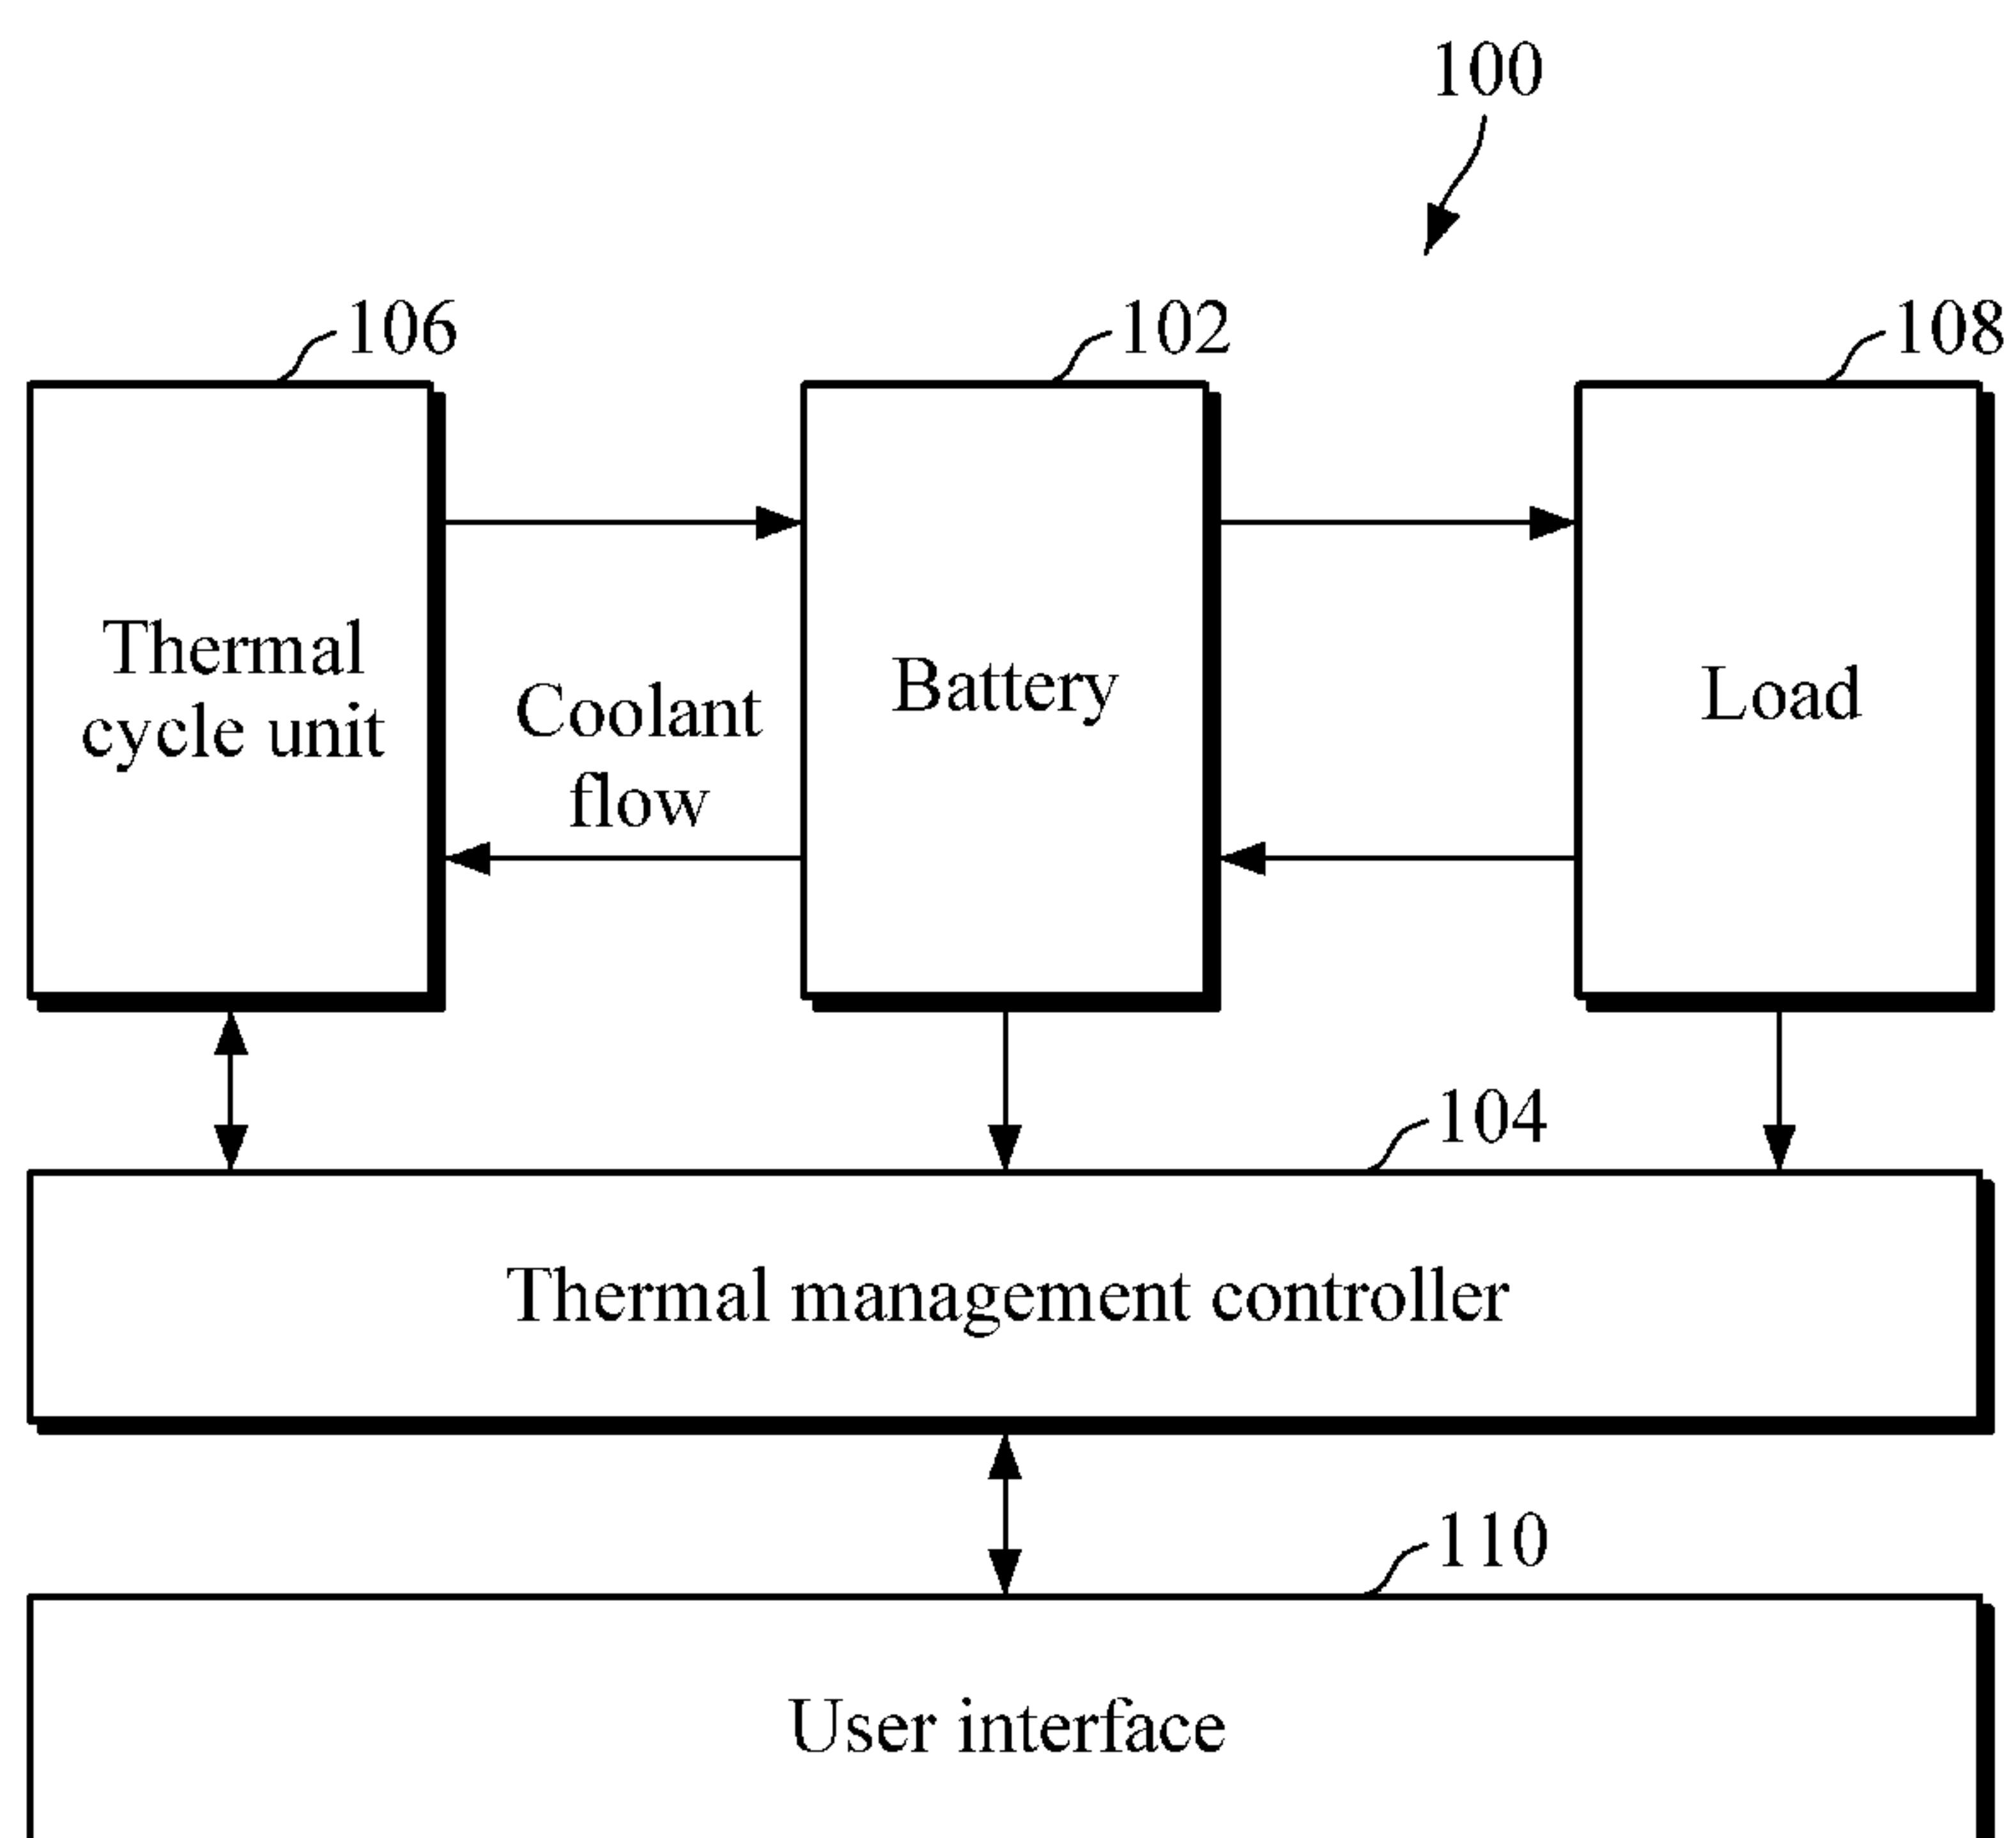 100
106
102
108
Thermal
cycle unit
Coolant
flow
Battery
Load
104
Thermal management controller
110
User interface